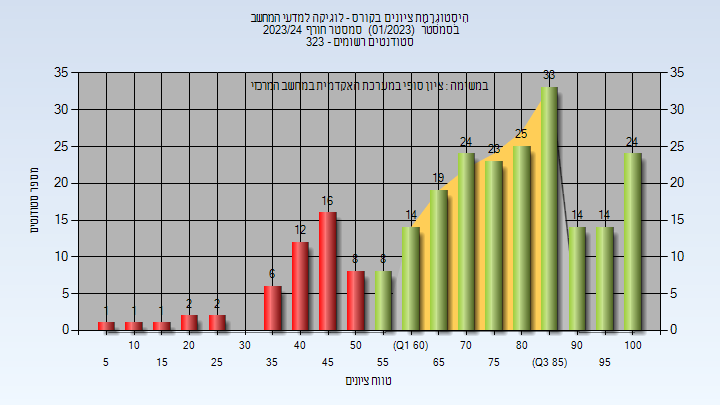 היסטוגרמת ציונים בקורס - לוגיקה למדעי המחשב
בסמסטר (01/2023) סמסטר חורף 2023/24
סטודנטים רשומים - 323
במשימה : ציון סופי במערכת האקדמית במחשב המרכזי
מספר סטודנטים
35 30 25 20 15 10 5 0
1 1 1 2 2 6 12 16 8 8 14 19 24 23 25 33 14 14 24
35 30 25 20 15 10 5 0
10 20 30 40 50 (Q1 60) 70 80 90 100
5 15 25 35 45 55 65 75 (Q3 85) 95
טווח ציונים